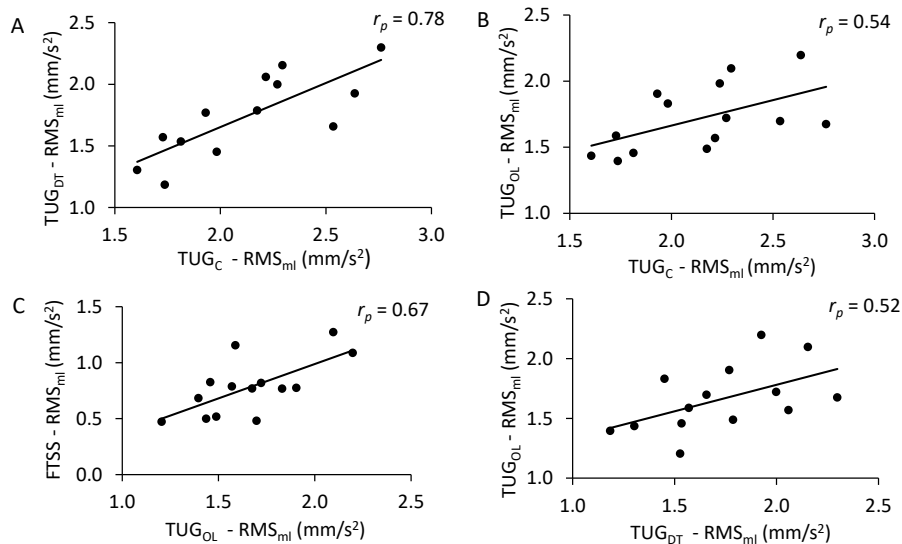 A
r_p = 0.78
TUG_DT - RMS_ml (mm/s²)
2.5
2.0
1.5
1.0
1.5 2.0 2.5 3.0
TUG_C - RMS_ml (mm/s²)
B
r_p = 0.54
TUG_OL - RMS_ml (mm/s²)
2.5
2.0
1.5
1.0
1.5 2.0 2.5 3.0
TUG_C - RMS_ml (mm/s²)
C
r_p = 0.67
FTSS - RMS_ml (mm/s²)
1.5
1.0
0.5
0.0
1.0 1.5 2.0 2.5
TUG_OL - RMS_ml (mm/s²)
D
r_p = 0.52
TUG_OL - RMS_ml (mm/s²)
2.5
2.0
1.5
1.0
1.0 1.5 2.0 2.5
TUG_DT - RMS_ml (mm/s²)